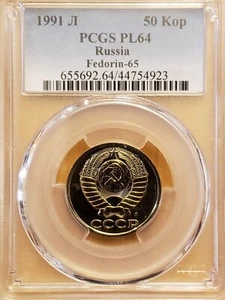 1991 Л 50 Kop
PCGS PL64
Russia
Fedorin-65
655692.64/44754923
СССР